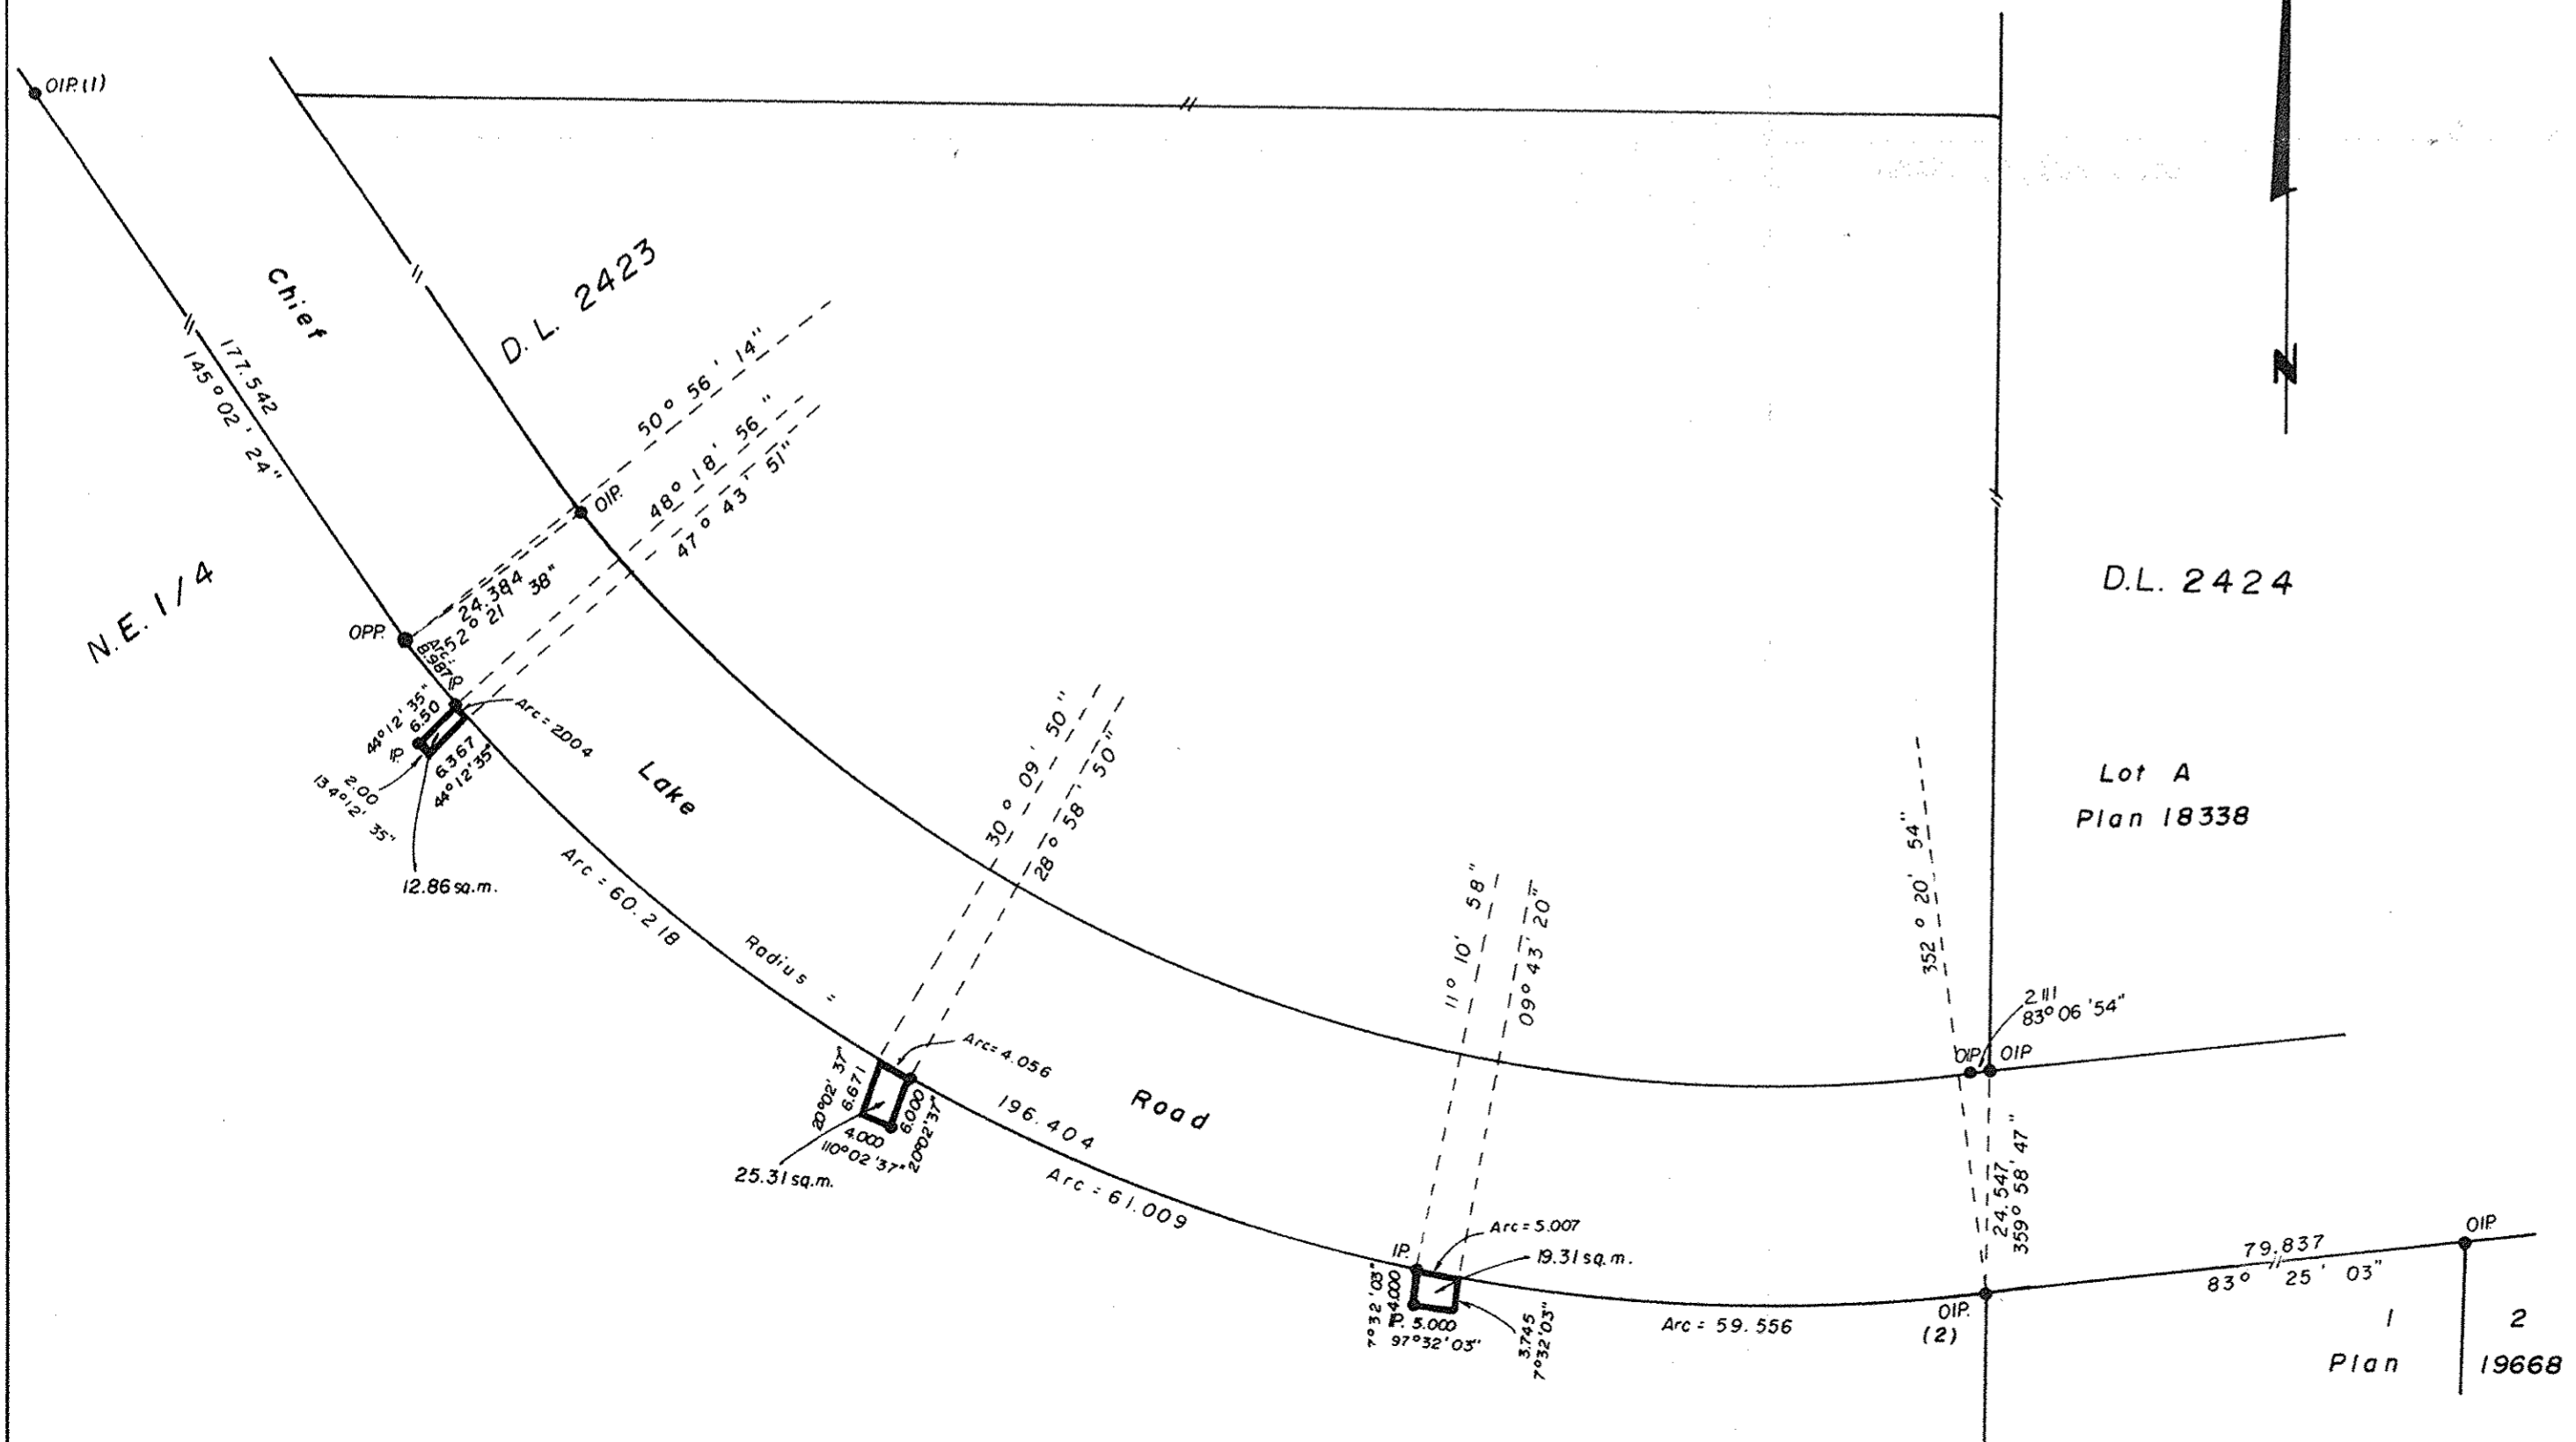 OIP. (1)
Chief
D. L. 2423
177.542
145° 02' 24"
50° 56' 14"
48° 18' 56"
47° 43' 51"
OIP.
N
N.E. 1/4
D.L. 2424
24.384
52° 21' 38"
OPP.
Arc=
8.987
IP.
44° 12' 35"
6.50
IP.
Arc = 2.004
6.367
44° 12' 35"
2.00
134° 12' 35"
12.86 sq.m.
Lake
Lot A
Plan 18338
30° 09' 50"
28° 58' 50"
11° 10' 58"
09° 43' 20"
352° 20' 54"
Arc = 60.218
Radius =
196.404
2.111
83° 06' 54"
OIP.
OIP.
Arc = 4.056
20° 02' 37"
6.671
6.000
20° 02' 37"
4.000
110° 02' 37"
25.31 sq.m.
Road
Arc = 61.009
24.547
359° 58' 47"
Arc = 5.007
19.31 sq.m.
IP.
7° 32' 03"
4.000
IP.
5.000
97° 32' 03"
3.745
7° 32' 03"
Arc = 59.556
OIP.
(2)
79.837
83° 25' 03"
OIP.
1
2
Plan
19668